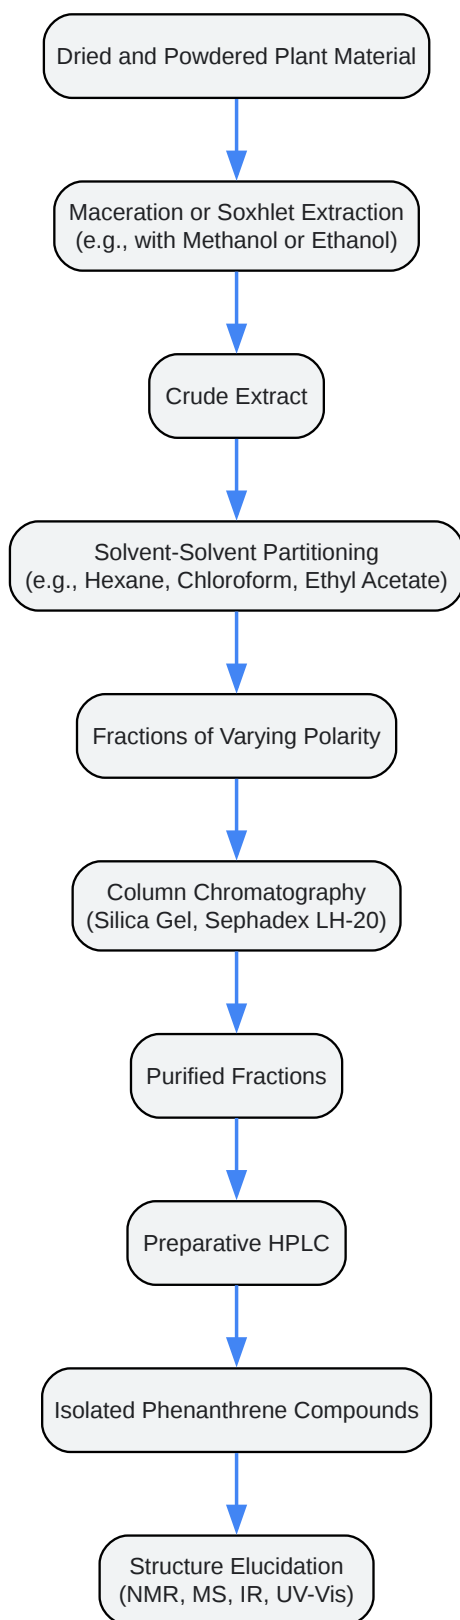 Dried and Powdered Plant Material
Maceration or Soxhlet Extraction
(e.g., with Methanol or Ethanol)
Crude Extract
Solvent-Solvent Partitioning
(e.g., Hexane, Chloroform, Ethyl Acetate)
Fractions of Varying Polarity
Column Chromatography
(Silica Gel, Sephadex LH-20)
Purified Fractions
Preparative HPLC
Isolated Phenanthrene Compounds
Structure Elucidation
(NMR, MS, IR, UV-Vis)